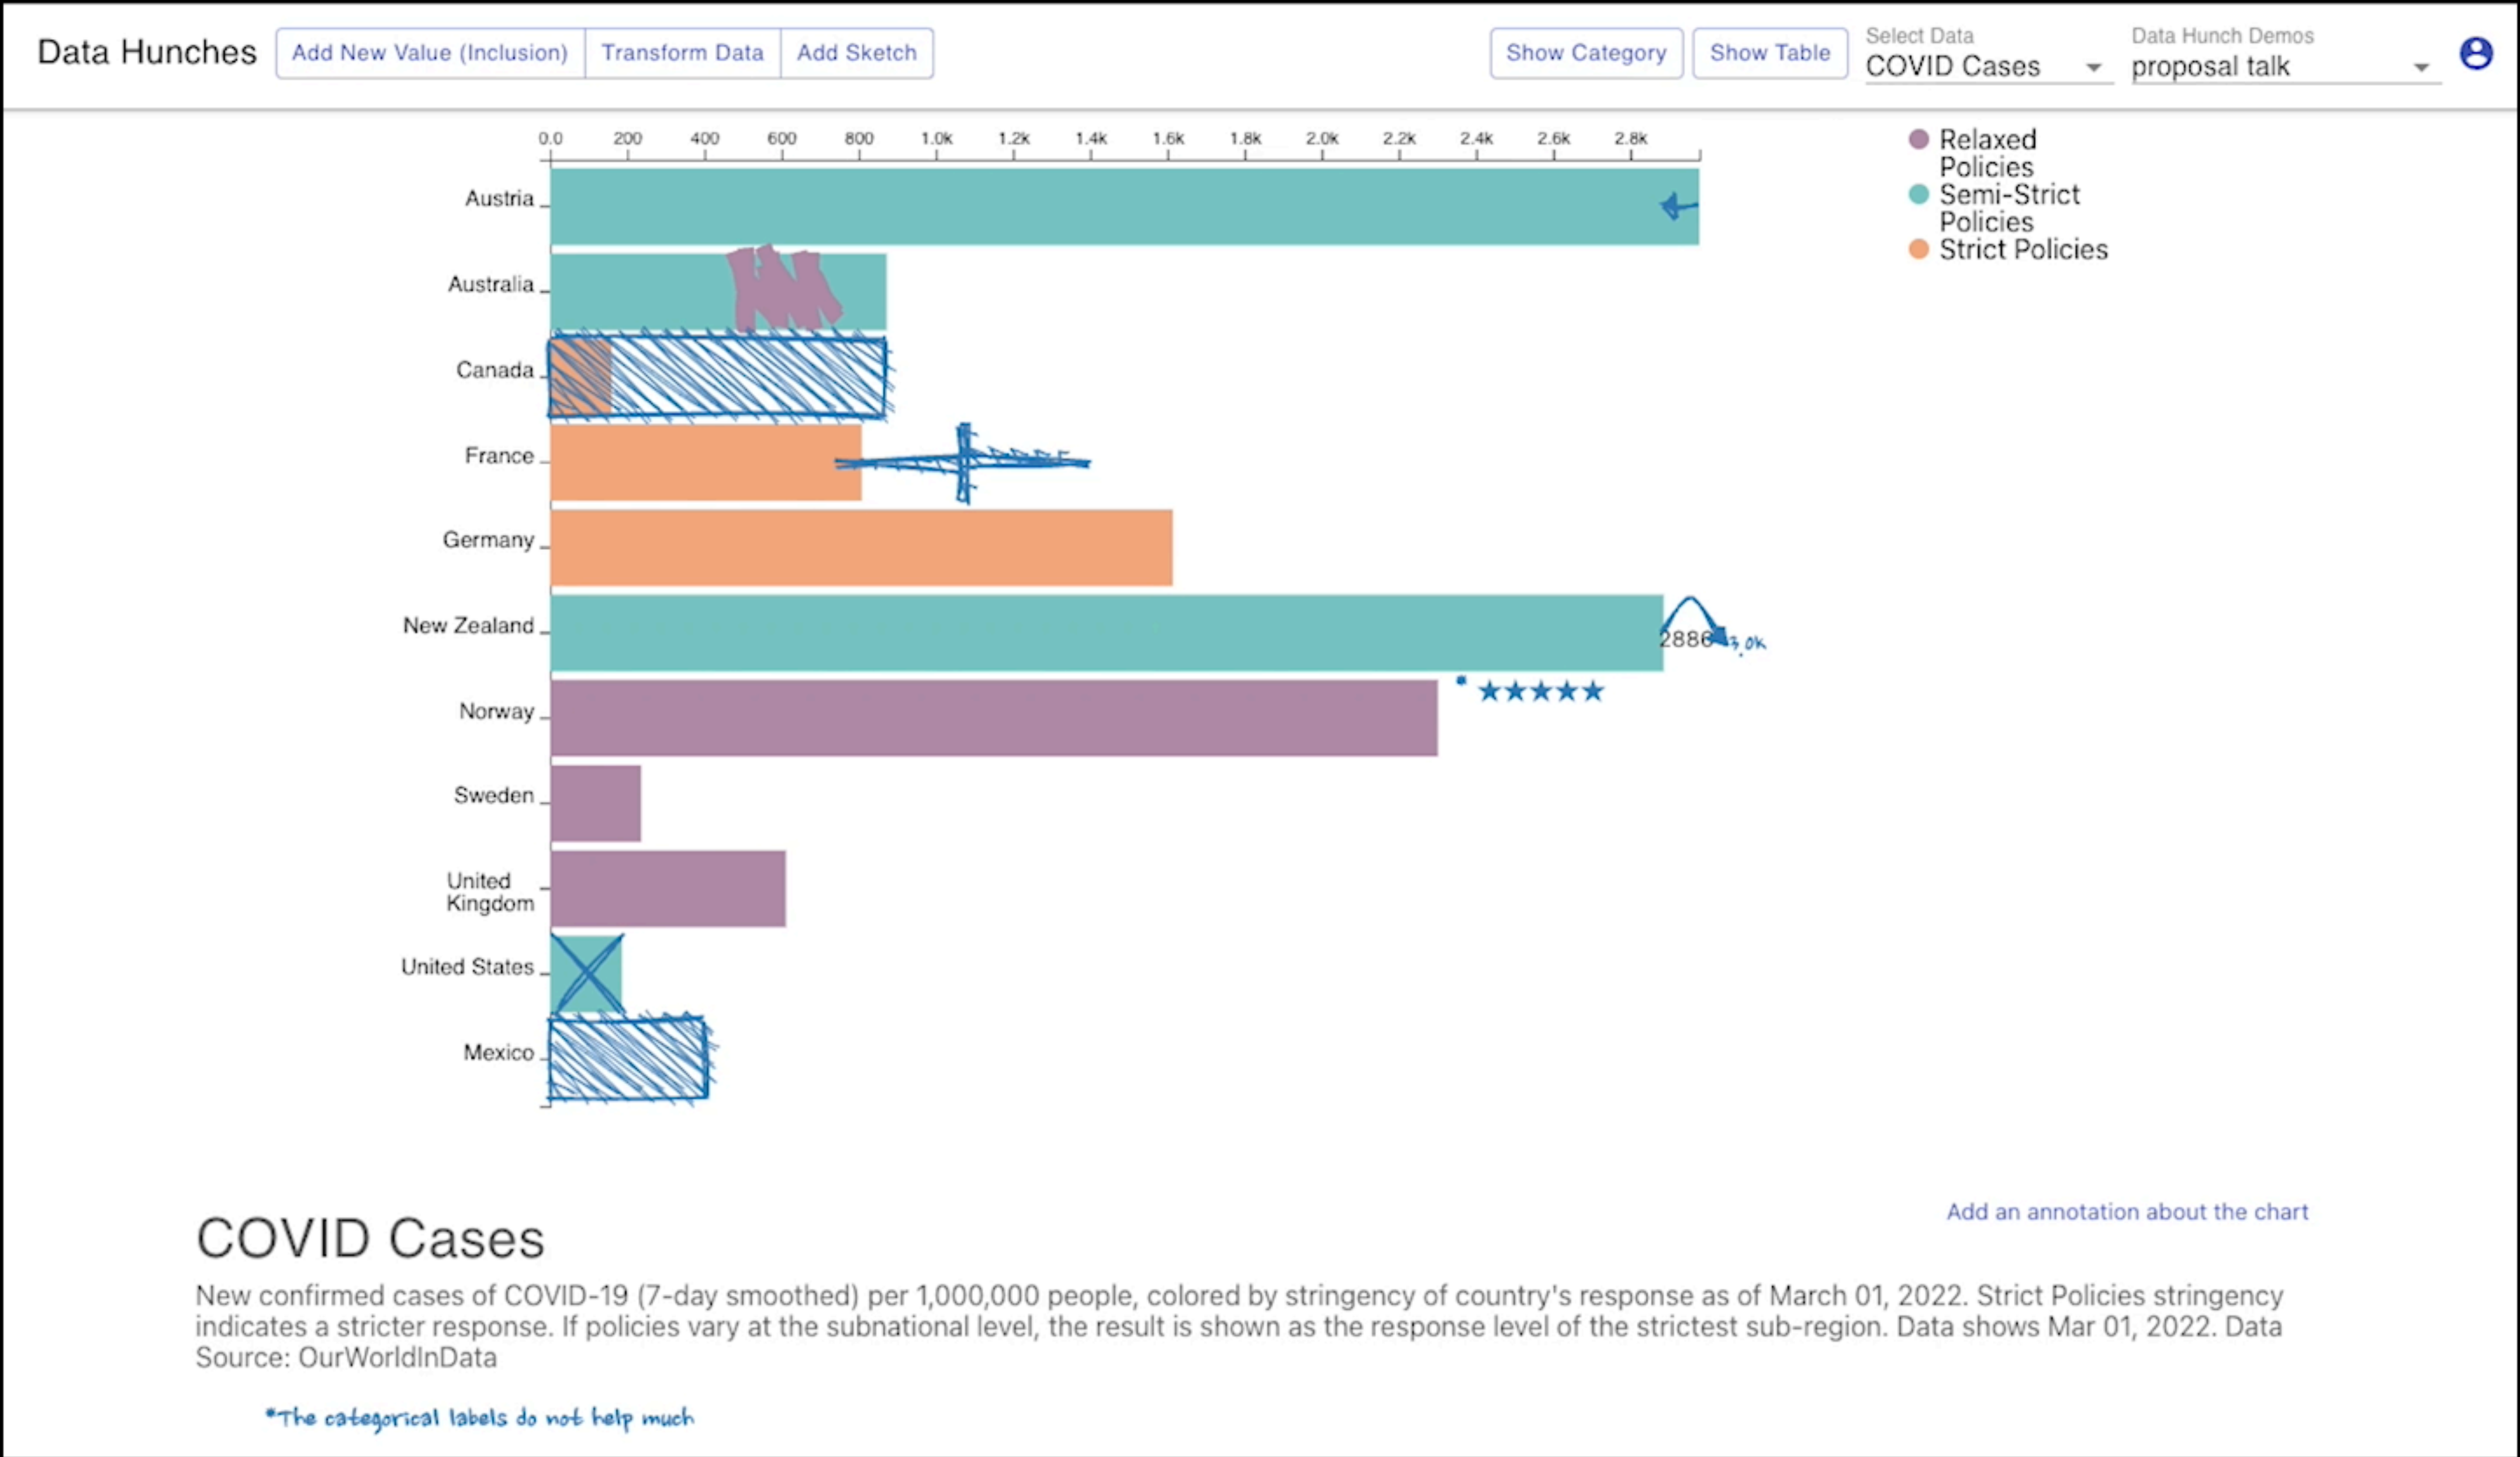 Data Hunches Add New Value (Inclusion) Transform Data Add Sketch Show Category Show Table Select Data Data Hunch Demos
COVID Cases proposal talk
0.0 200 400 600 800 1.0k 1.2k 1.4k 1.6k 1.8k 2.0k 2.2k 2.4k 2.6k 2.8k
Relaxed
Policies
Semi-Strict
Policies
Strict Policies
Austria
Australia
Canada
France
Germany
New Zealand 2886 3.0k
Norway
Sweden
United
Kingdom
United States
Mexico
Add an annotation about the chart
COVID Cases
New confirmed cases of COVID-19 (7-day smoothed) per 1,000,000 people, colored by stringency of country's response as of March 01, 2022. Strict Policies stringency
indicates a stricter response. If policies vary at the subnational level, the result is shown as the response level of the strictest sub-region. Data shows Mar 01, 2022. Data
Source: OurWorldInData
*The categorical labels do not help much